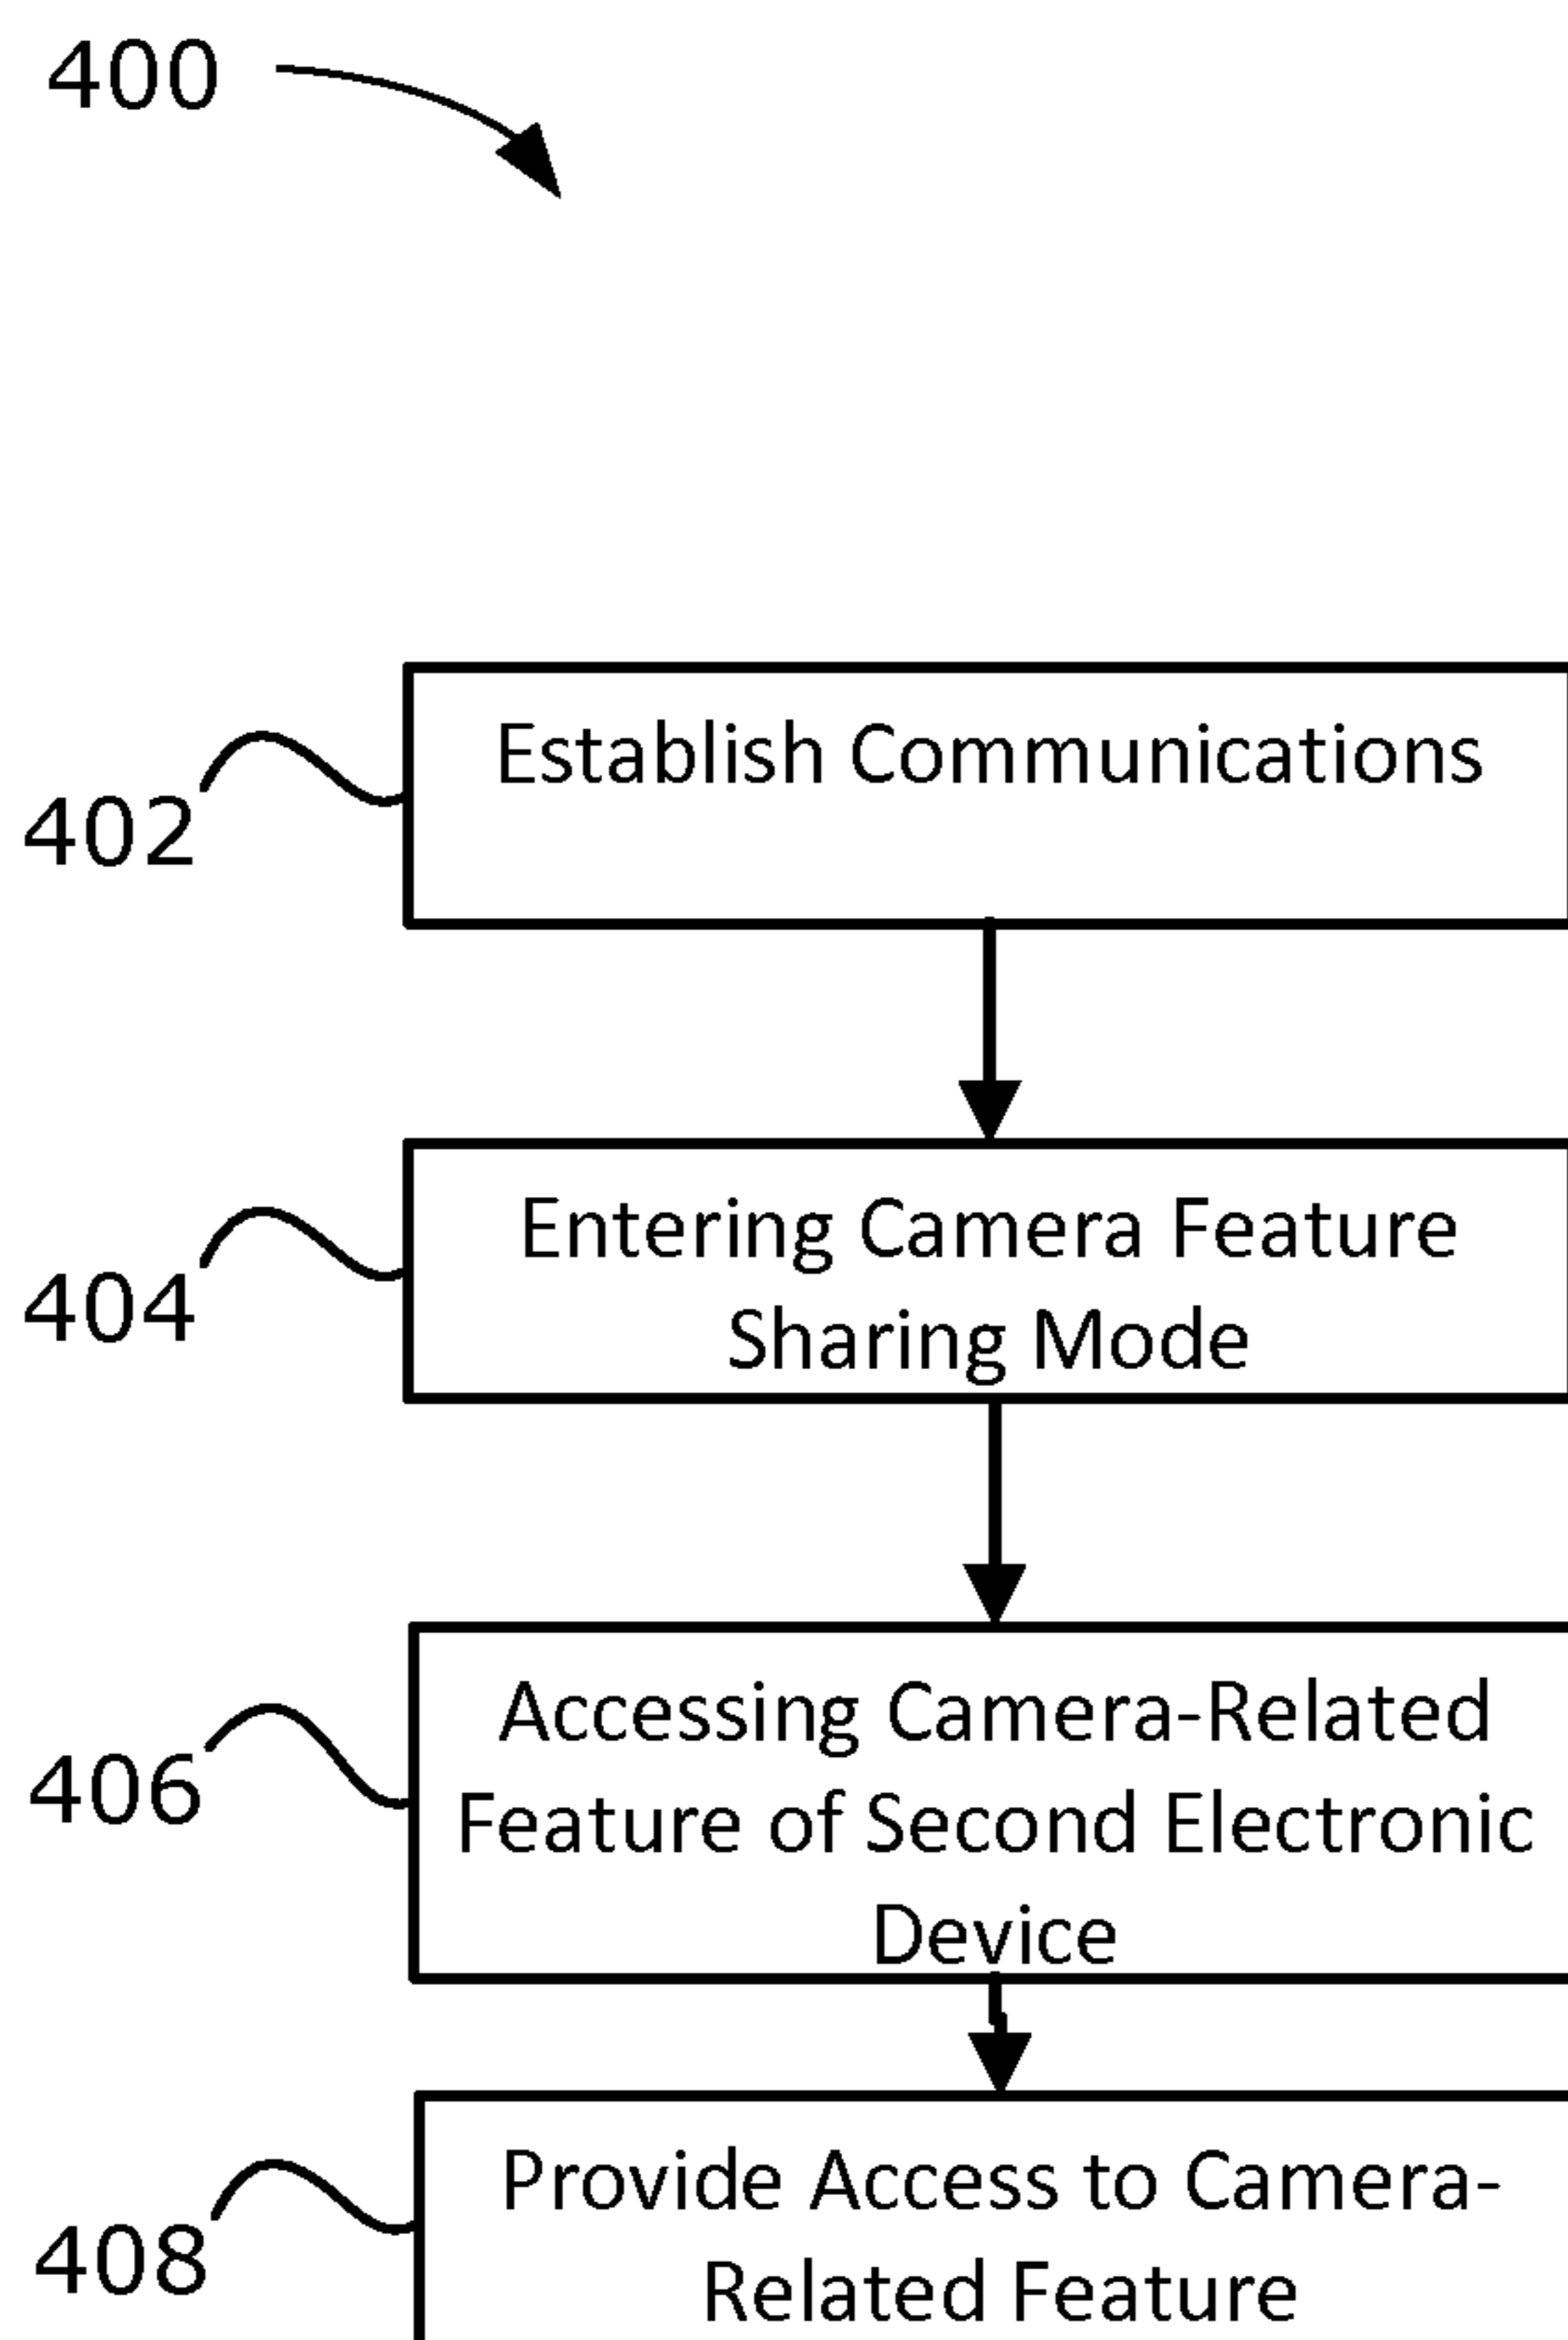 400
Establish Communications
402
Entering Camera Feature
Sharing Mode
404
Accessing Camera-Related
Feature of Second Electronic
Device
406
Provide Access to Camera-
Related Feature
408